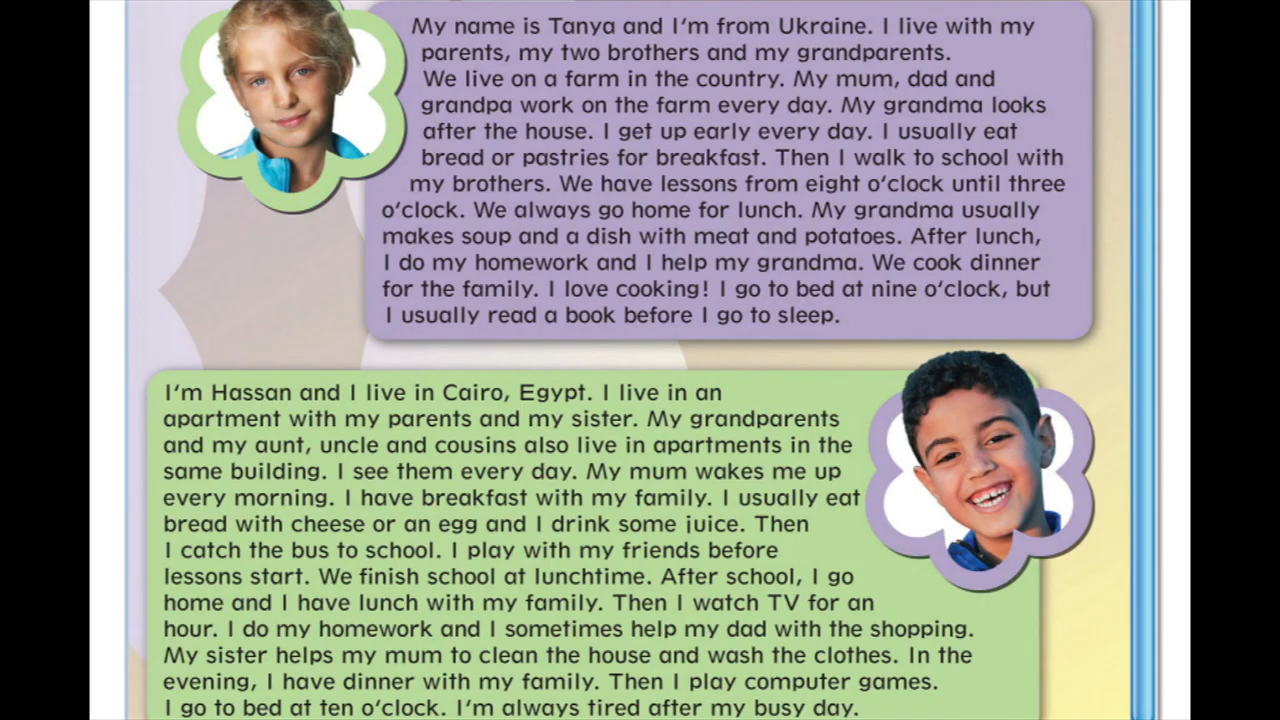 My name is Tanya and I'm from Ukraine. I live with my
parents, my two brothers and my grandparents.
We live on a farm in the country. My mum, dad and
grandpa work on the farm every day. My grandma looks
after the house. I get up early every day. I usually eat
bread or pastries for breakfast. Then I walk to school with
my brothers. We have lessons from eight o'clock until three
o'clock. We always go home for lunch. My grandma usually
makes soup and a dish with meat and potatoes. After lunch,
I do my homework and I help my grandma. We cook dinner
for the family. I love cooking! I go to bed at nine o'clock, but
I usually read a book before I go to sleep.
I'm Hassan and I live in Cairo, Egypt. I live in an
apartment with my parents and my sister. My grandparents
and my aunt, uncle and cousins also live in apartments in the
same building. I see them every day. My mum wakes me up
every morning. I have breakfast with my family. I usually eat
bread with cheese or an egg and I drink some juice. Then
I catch the bus to school. I play with my friends before
lessons start. We finish school at lunchtime. After school, I go
home and I have lunch with my family. Then I watch TV for an
hour. I do my homework and I sometimes help my dad with the shopping.
My sister helps my mum to clean the house and wash the clothes. In the
evening, I have dinner with my family. Then I play computer games.
I go to bed at ten o'clock. I'm always tired after my busy day.